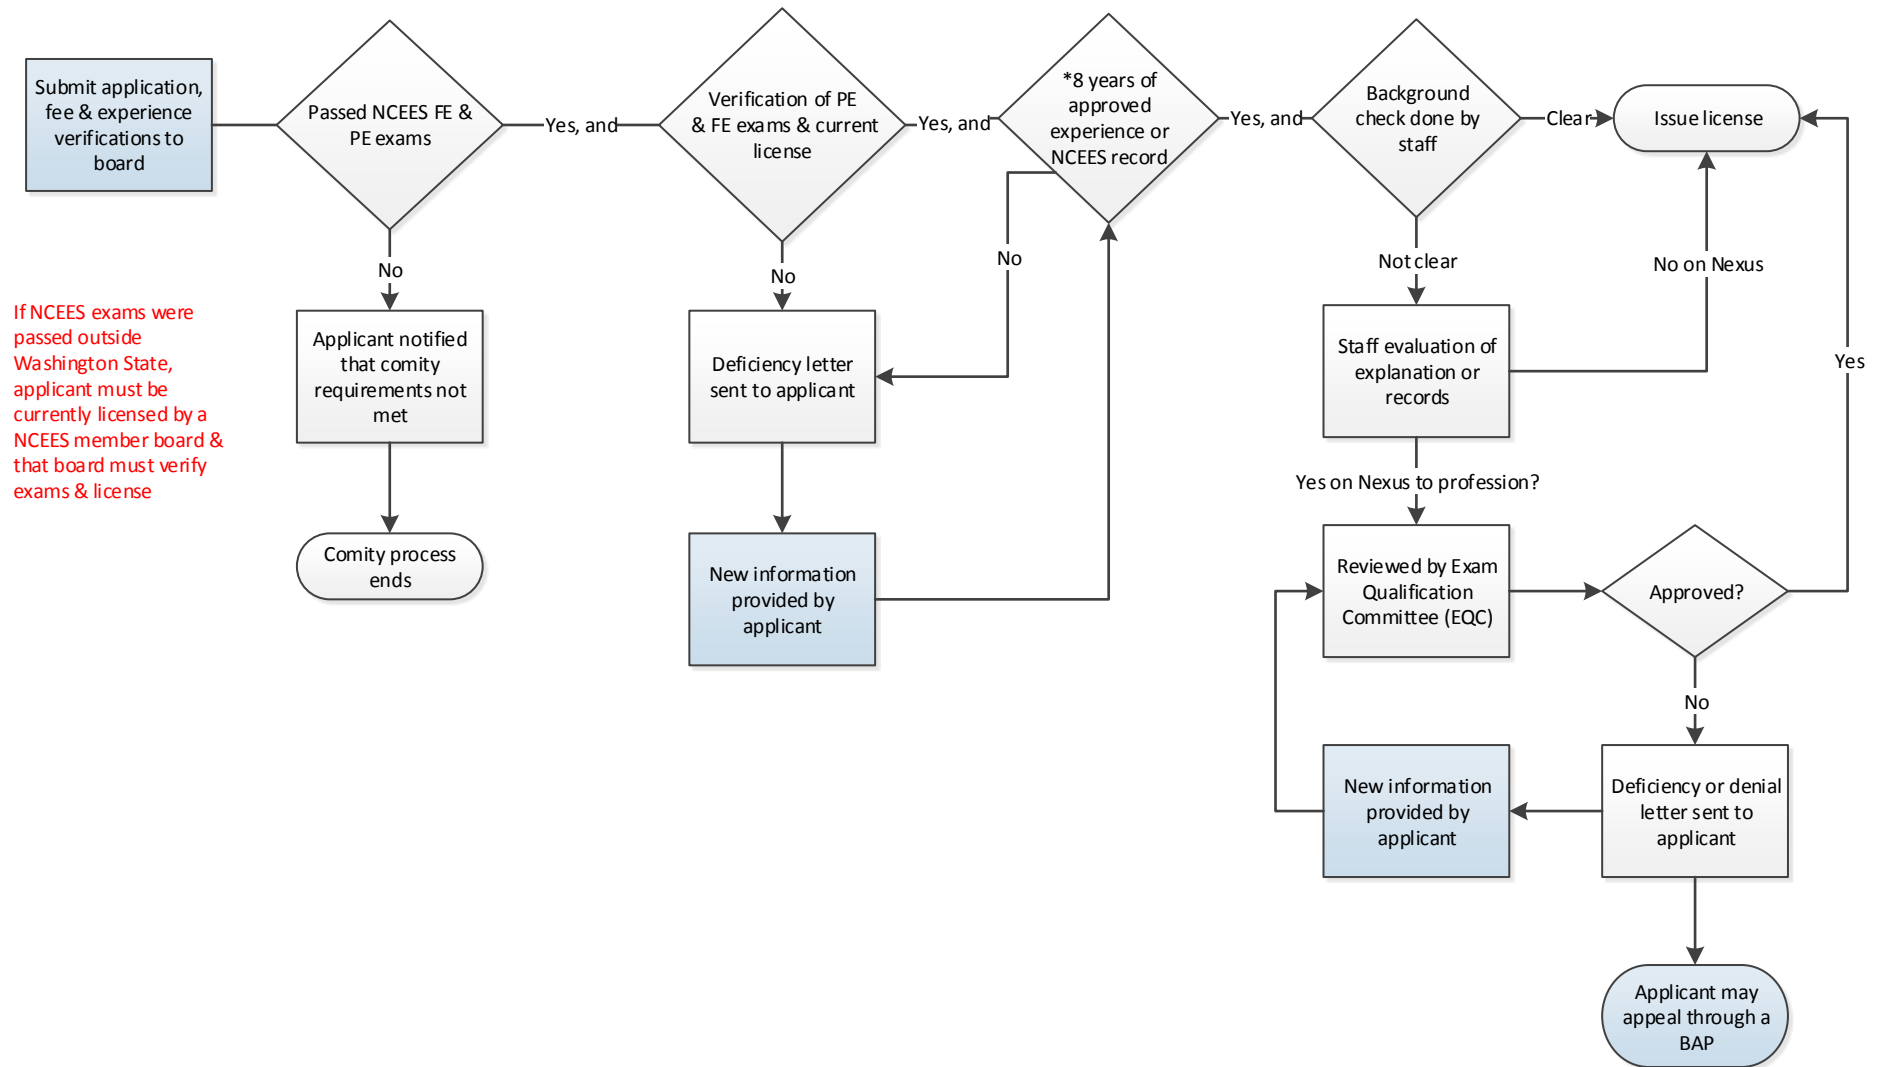 Submit application,
fee & experience
verifications to
board
Passed NCEES FE &
PE exams
Yes, and
Verification of PE
& FE exams & current
license
Yes, and
*8 years of
approved
experience or
NCEES record
Yes, and
Background
check done by
staff
Clear
Issue license
No
No
No
Not clear
No on Nexus
Yes
If NCEES exams were
passed outside
Washington State,
applicant must be
currently licensed by a
NCEES member board &
that board must verify
exams & license
Applicant notified
that comity
requirements not
met
Deficiency letter
sent to applicant
Staff evaluation of
explanation or
records
Yes on Nexus to profession?
Comity process
ends
New information
provided by
applicant
Reviewed by Exam
Qualification
Committee (EQC)
Approved?
No
New information
provided by
applicant
Deficiency or denial
letter sent to
applicant
Applicant may
appeal through a
BAP